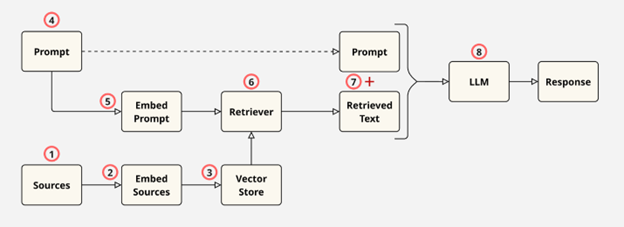 4
Prompt
Prompt
5
Embed
Prompt
6
Retriever
7 +
Retrieved
Text
8
LLM
Response
1
Sources
2
Embed
Sources
3
Vector
Store